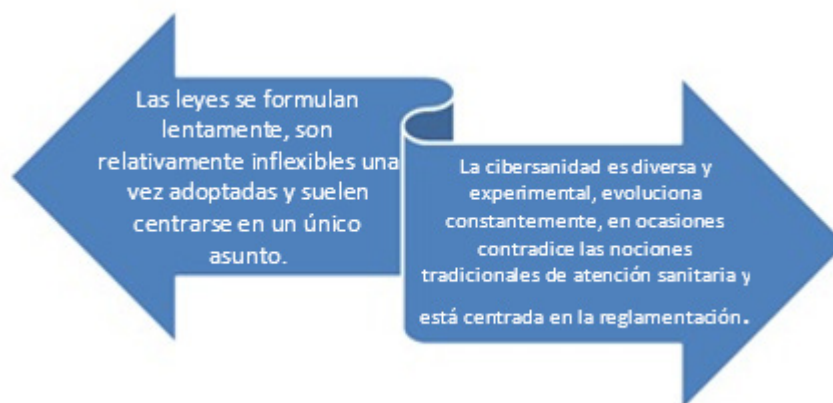 Las leyes se formulan
lentamente, son
relativamente inflexibles una
vez adoptadas y suelen
centrarse en un único
asunto.
La cibersanidad es diversa y
experimental, evoluciona
constantemente, en ocasiones
contradice las nociones
tradicionales de atención sanitaria y
está centrada en la reglamentación.